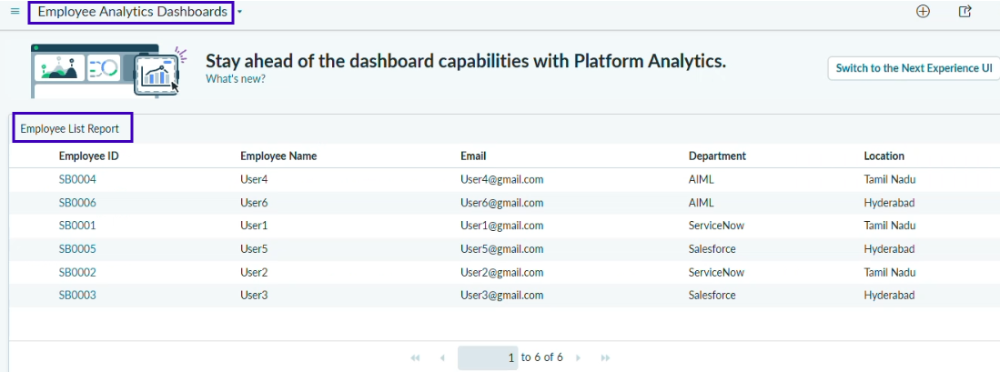 Employee Analytics Dashboards
Stay ahead of the dashboard capabilities with Platform Analytics.
What's new?
Switch to the Next Experience UI
Employee List Report
Employee ID Employee Name Email Department Location
SB0004 User4 User4@gmail.com AIML Tamil Nadu
SB0006 User6 User6@gmail.com AIML Hyderabad
SB0001 User1 User1@gmail.com ServiceNow Tamil Nadu
SB0005 User5 User5@gmail.com Salesforce Hyderabad
SB0002 User2 User2@gmail.com ServiceNow Tamil Nadu
SB0003 User3 User3@gmail.com Salesforce Hyderabad
1 to 6 of 6